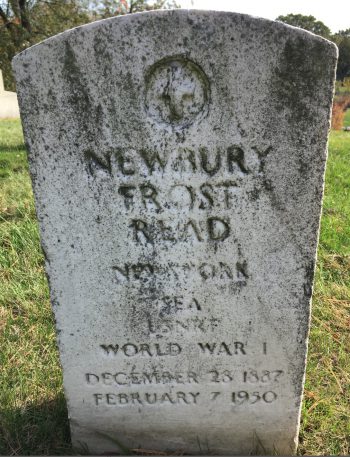 NEWBURY
FROST
READ
NEW YORK
SEA
USNRF
WORLD WAR I
DECEMBER 28 1887
FEBRUARY 7 1950